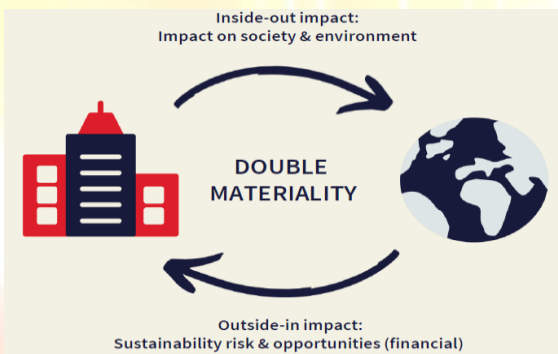 Inside-out impact:
Impact on society & environment
DOUBLE
MATERIALITY
Outside-in impact:
Sustainability risk & opportunities (financial)